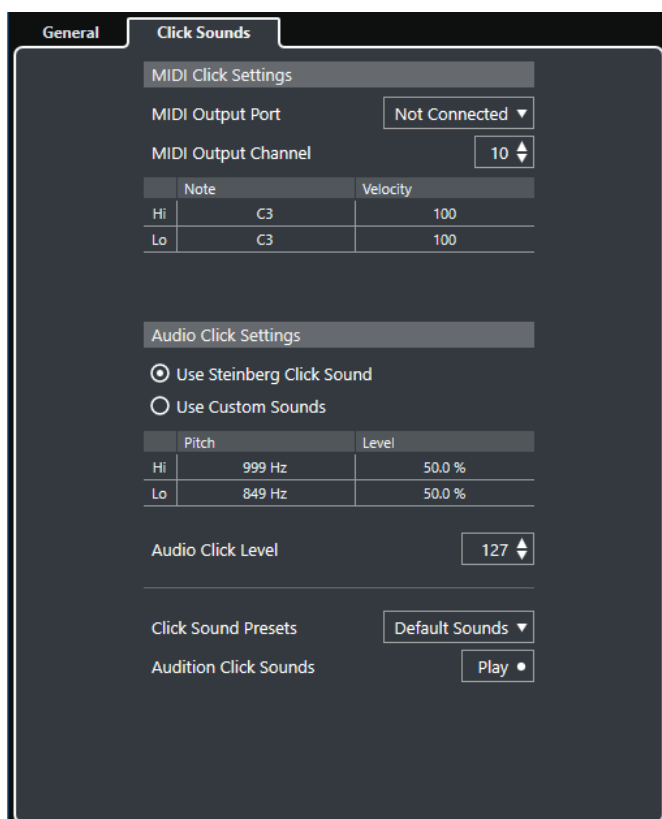 General Click Sounds
MIDI Click Settings
MIDI Output Port Not Connected
MIDI Output Channel 10
Note Velocity
Hi C3 100
Lo C3 100
Audio Click Settings
Use Steinberg Click Sound
Use Custom Sounds
Pitch Level
Hi 999 Hz 50.0 %
Lo 849 Hz 50.0 %
Audio Click Level 127
Click Sound Presets Default Sounds
Audition Click Sounds Play